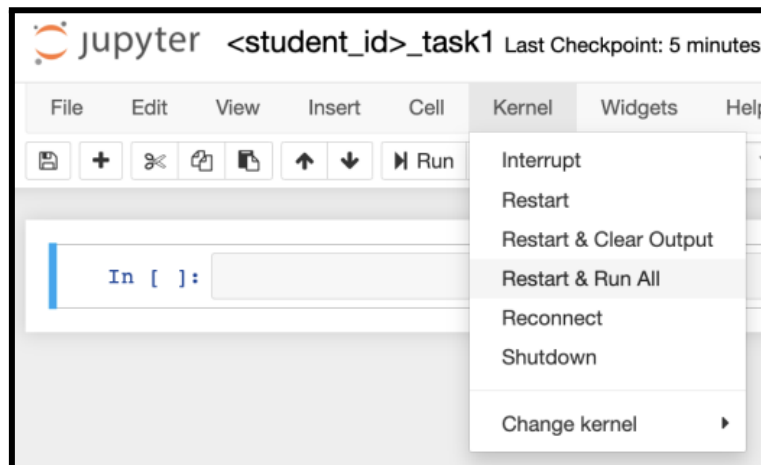 jupyter <student_id>_task1 Last Checkpoint: 5 minutes
File Edit View Insert Cell Kernel Widgets Help
Run
Interrupt
Restart
Restart & Clear Output
In [ ]:
Restart & Run All
Reconnect
Shutdown
Change kernel